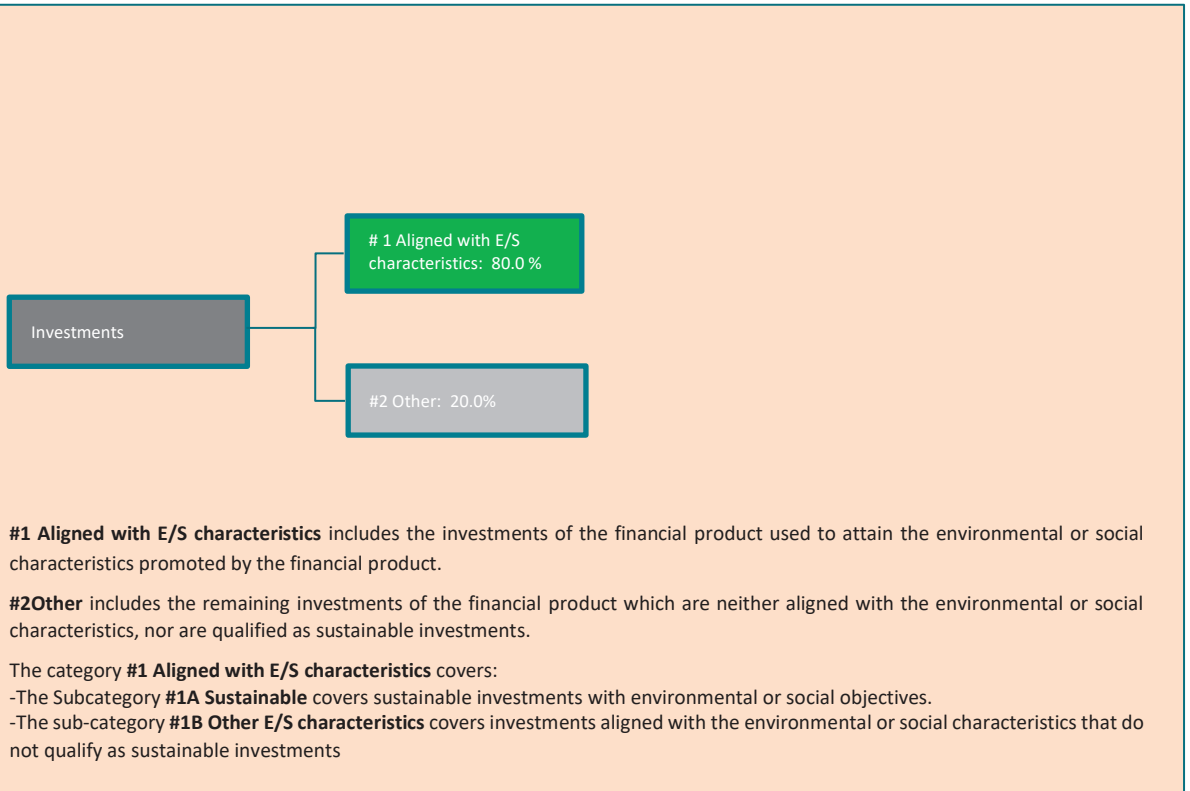 # 1 Aligned with E/S
characteristics: 80.0 %
Investments
#2 Other: 20.0%
#1 Aligned with E/S characteristics includes the investments of the financial product used to attain the environmental or social
characteristics promoted by the financial product.
#2Other includes the remaining investments of the financial product which are neither aligned with the environmental or social
characteristics, nor are qualified as sustainable investments.
The category #1 Aligned with E/S characteristics covers:
-The Subcategory #1A Sustainable covers sustainable investments with environmental or social objectives.
-The sub-category #1B Other E/S characteristics covers investments aligned with the environmental or social characteristics that do
not qualify as sustainable investments